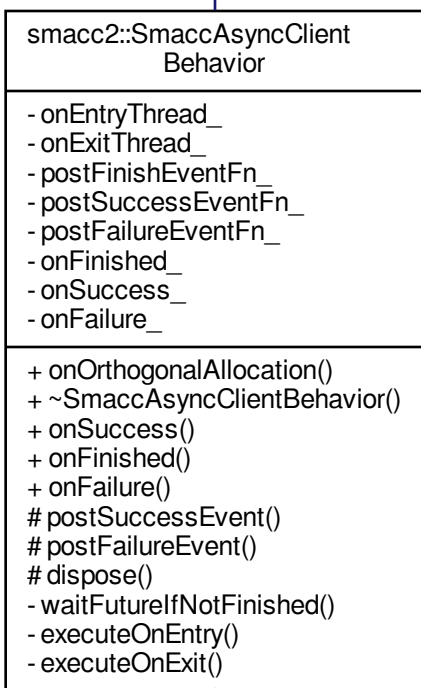 smacc2::SmaccAsyncClient
Behavior
- onEntryThread_
- onExitThread_
- postFinishEventFn_
- postSuccessEventFn_
- postFailureEventFn_
- onFinished_
- onSuccess_
- onFailure_
+ onOrthogonalAllocation()
+ ~SmaccAsyncClientBehavior()
+ onSuccess()
+ onFinished()
+ onFailure()
# postSuccessEvent()
# postFailureEvent()
# dispose()
- waitFutureIfNotFinished()
- executeOnEntry()
- executeOnExit()